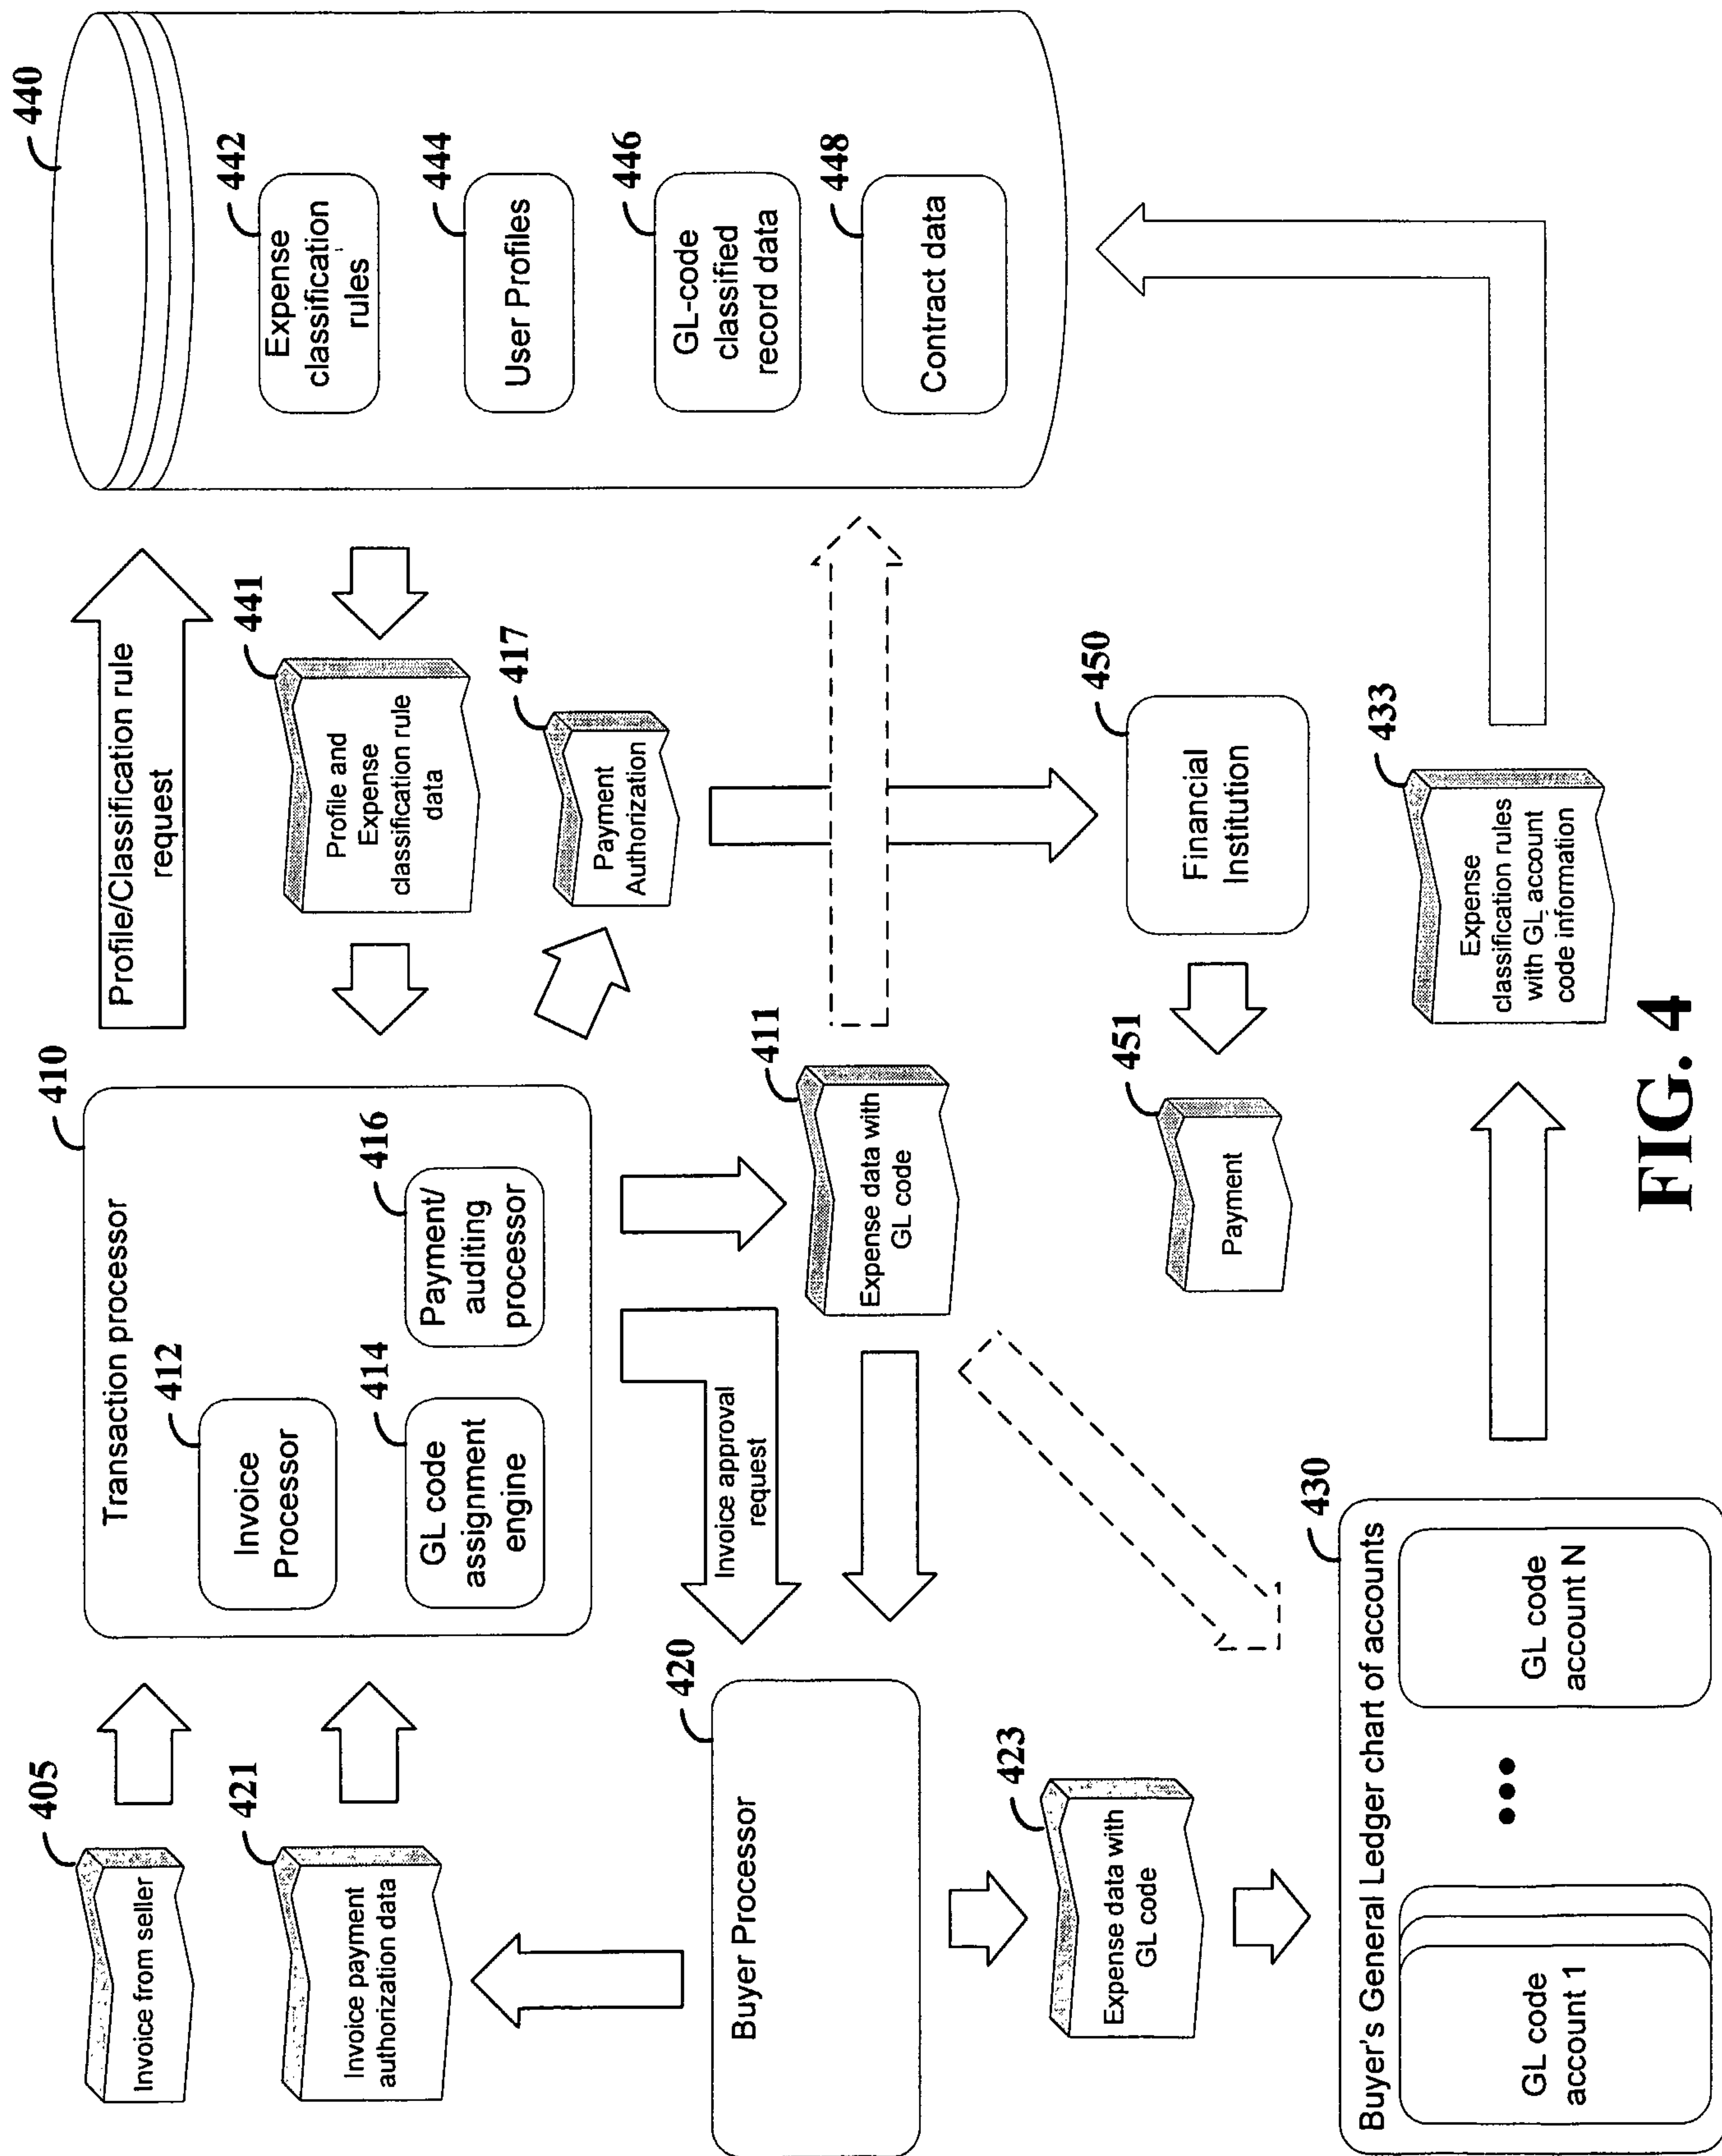 405
Invoice from seller
421
Invoice payment
authorization data
410
Transaction processor
412
Invoice
Processor
414
GL code
assignment
engine
416
Payment/
auditing
processor
Profile/Classification rule
request
441
Profile and
Expense
classification rule
data
417
Payment
Authorization
440
442
Expense
classification
rules
444
User Profiles
446
GL-code
classified
record data
448
Contract data
Invoice approval
request
420
Buyer Processor
411
Expense data with
GL code
423
Expense data with
GL code
450
Financial
Institution
451
Payment
430
Buyer's General Ledger chart of accounts
GL code
account 1
•••
GL code
account N
433
Expense
classification rules
with GL account
code information
FIG. 4